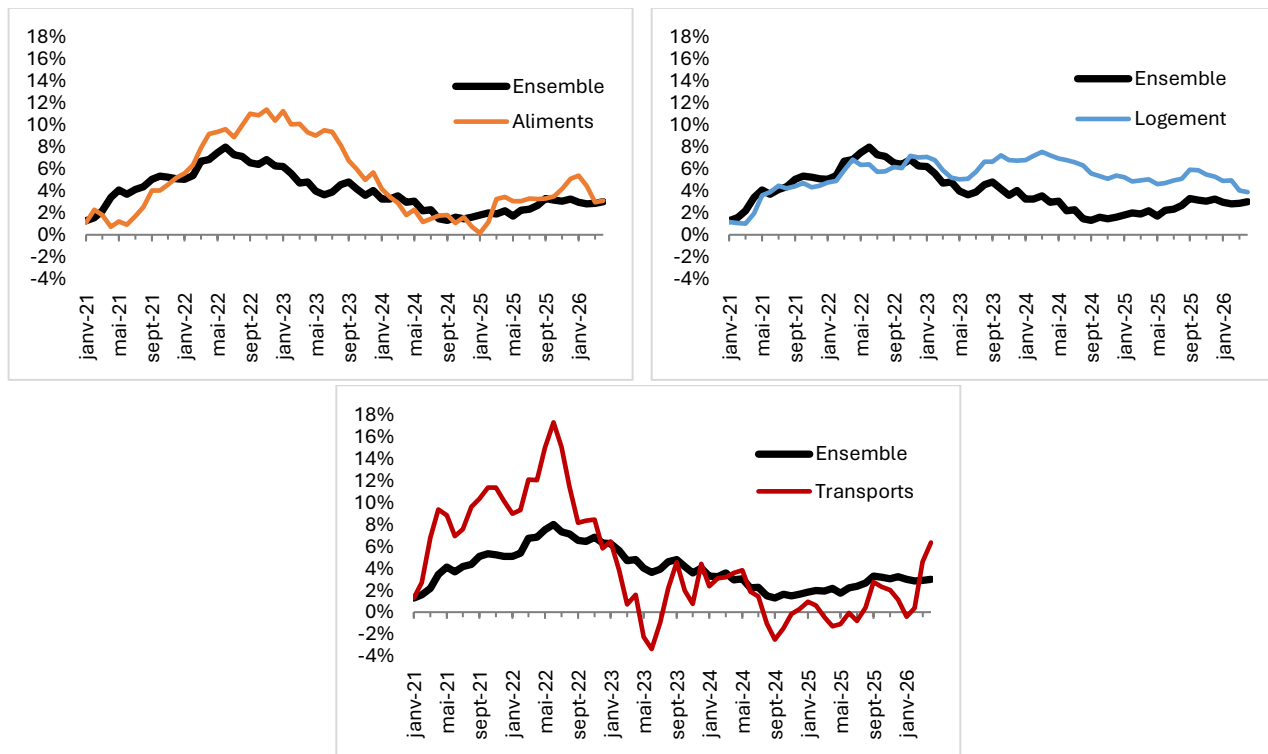 18%
16%
14%
12%
10%
8%
6%
4%
2%
0%
-2%
-4%
Ensemble
Aliments
janv-21
mai-21
sept-21
janv-22
mai-22
sept-22
janv-23
mai-23
sept-23
janv-24
mai-24
sept-24
janv-25
mai-25
sept-25
janv-26
18%
16%
14%
12%
10%
8%
6%
4%
2%
0%
-2%
-4%
Ensemble
Logement
janv-21
mai-21
sept-21
janv-22
mai-22
sept-22
janv-23
mai-23
sept-23
janv-24
mai-24
sept-24
janv-25
mai-25
sept-25
janv-26
18%
16%
14%
12%
10%
8%
6%
4%
2%
0%
-2%
-4%
Ensemble
Transports
janv-21
mai-21
sept-21
janv-22
mai-22
sept-22
janv-23
mai-23
sept-23
janv-24
mai-24
sept-24
janv-25
mai-25
sept-25
janv-26